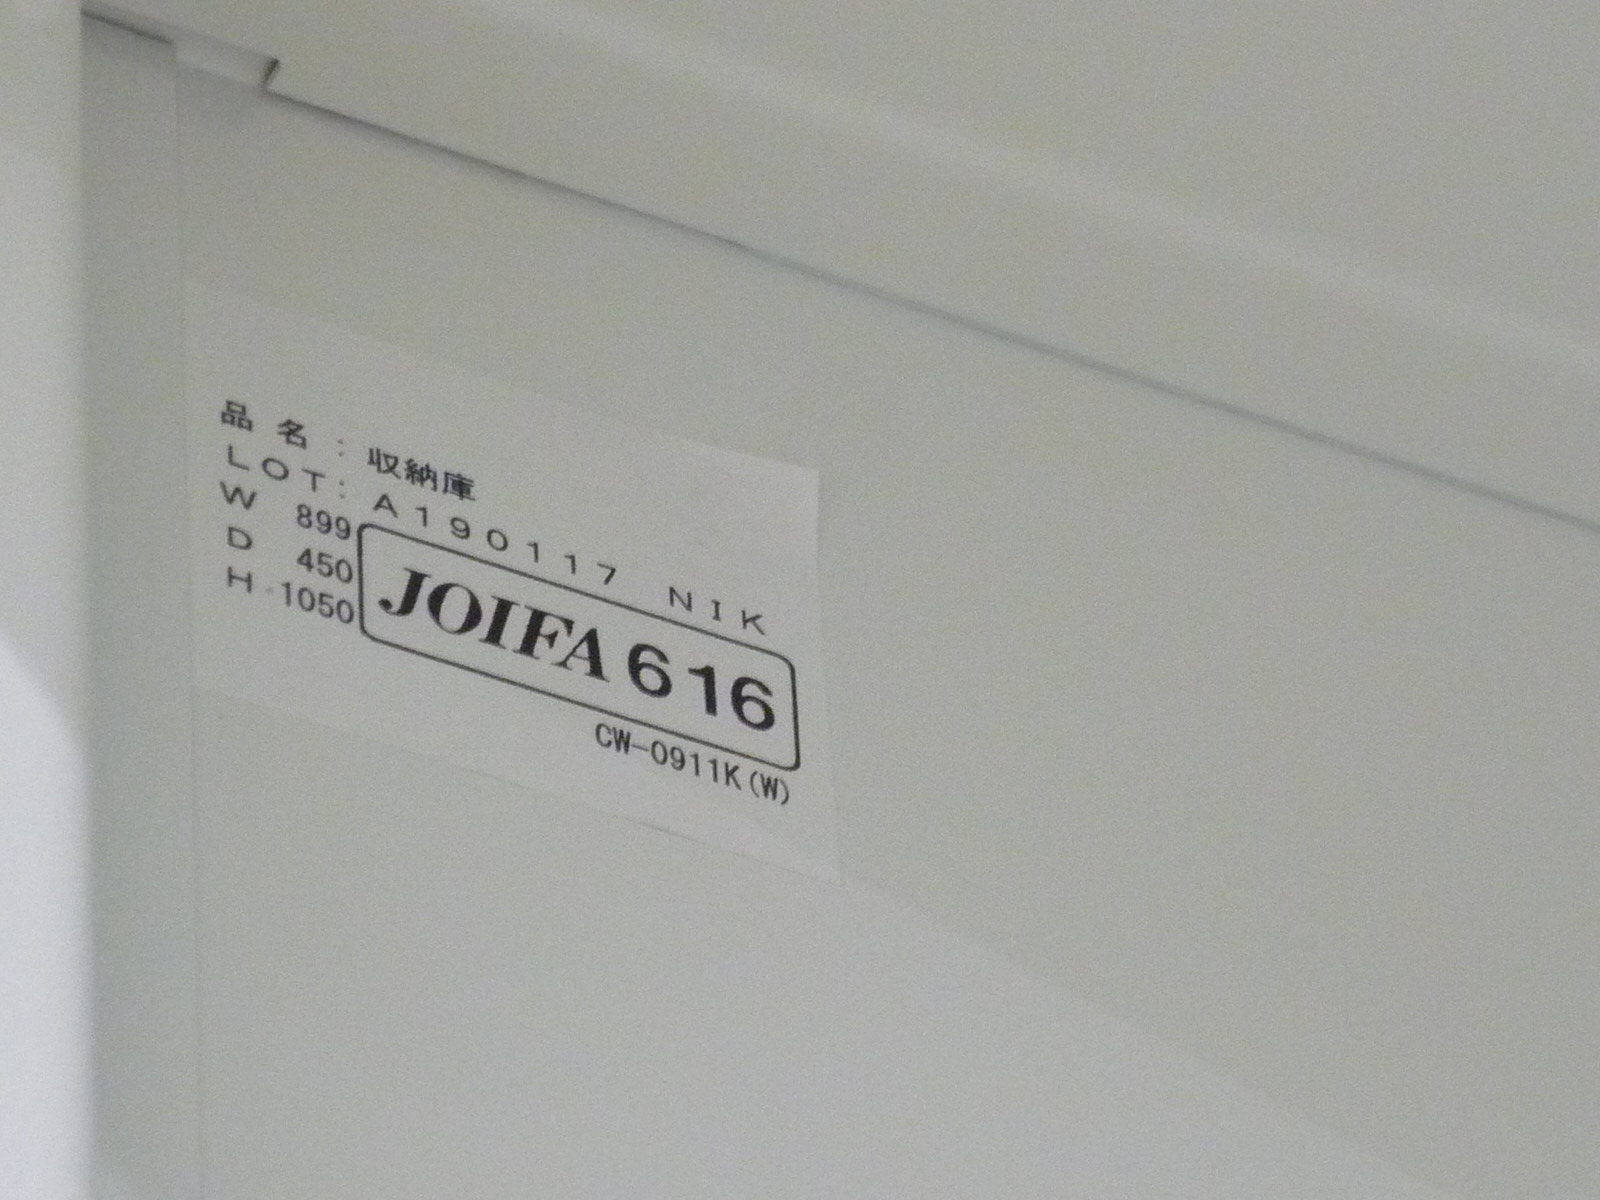 品 名 : 収納庫
LOT: A190117 NIK
W 899
D 450
H 1050
JOIFA 616
CW-0911K(W)